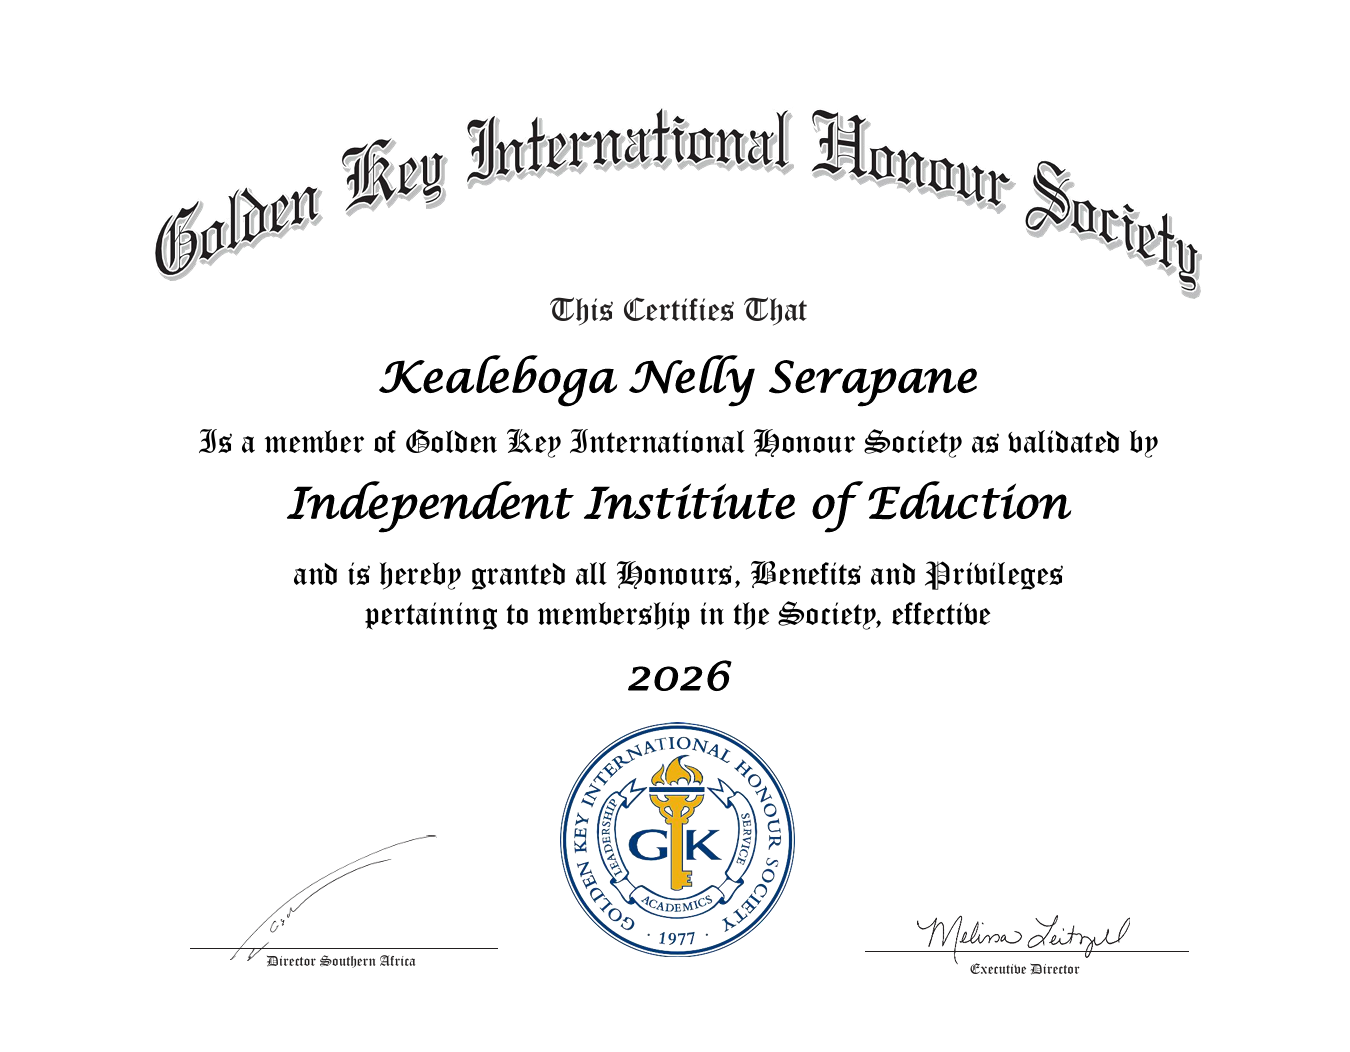 Golden Key International Honour Society
This Certifies That
Kealeboga Nelly Serapane
Is a member of Golden Key International Honour Society as validated by
Independent Institiute of Eduction
and is hereby granted all Honours, Benefits and Privileges
pertaining to membership in the Society, effective
2026
GOLDEN KEY INTERNATIONAL HONOUR SOCIETY
LEADERSHIP
SERVICE
GK
ACADEMICS
· 1977 ·
Director Southern Africa
Melissa Leitzell
Executive Director